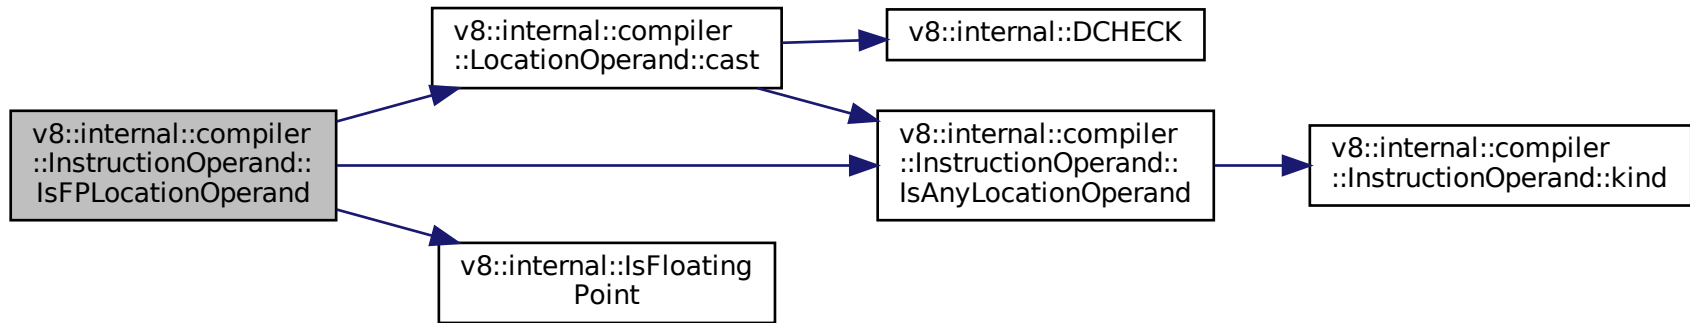 v8::internal::compiler
::InstructionOperand::
IsFPLocationOperand
v8::internal::compiler
::LocationOperand::cast
v8::internal::DCHECK
v8::internal::compiler
::InstructionOperand::
IsAnyLocationOperand
v8::internal::compiler
::InstructionOperand::kind
v8::internal::IsFloating
Point